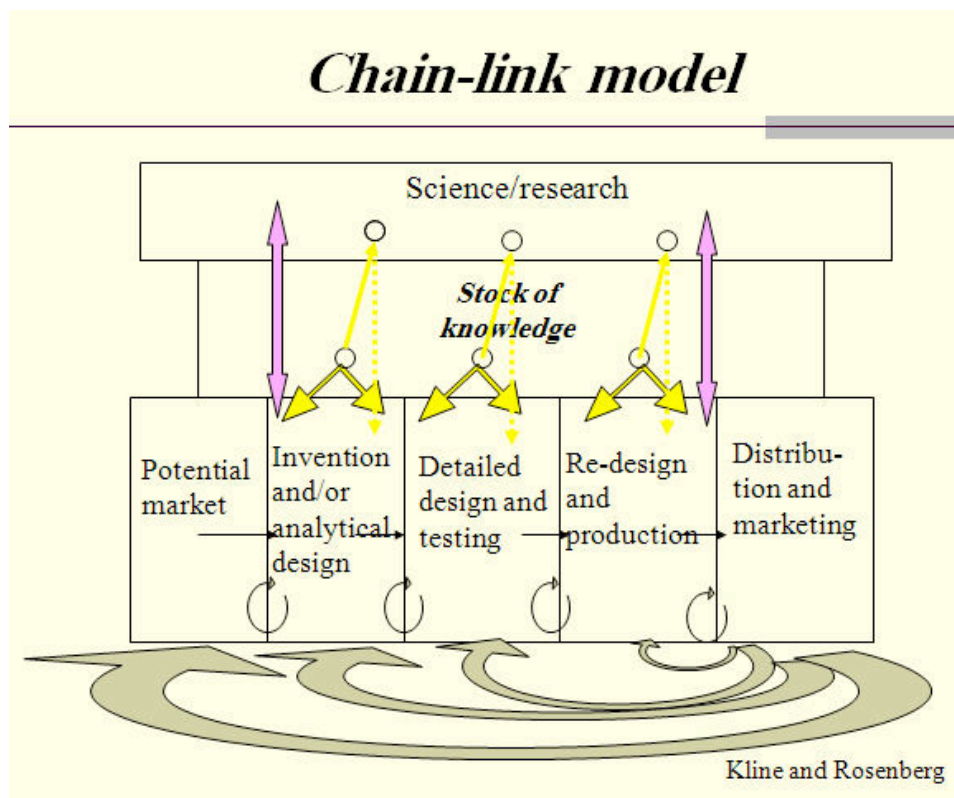 Chain-link model
Science/research
Stock of
knowledge
Potential
market
Invention
and/or
analytical
design
Detailed
design and
testing
Re-design
and
production
Distribu-
tion and
marketing
Kline and Rosenberg